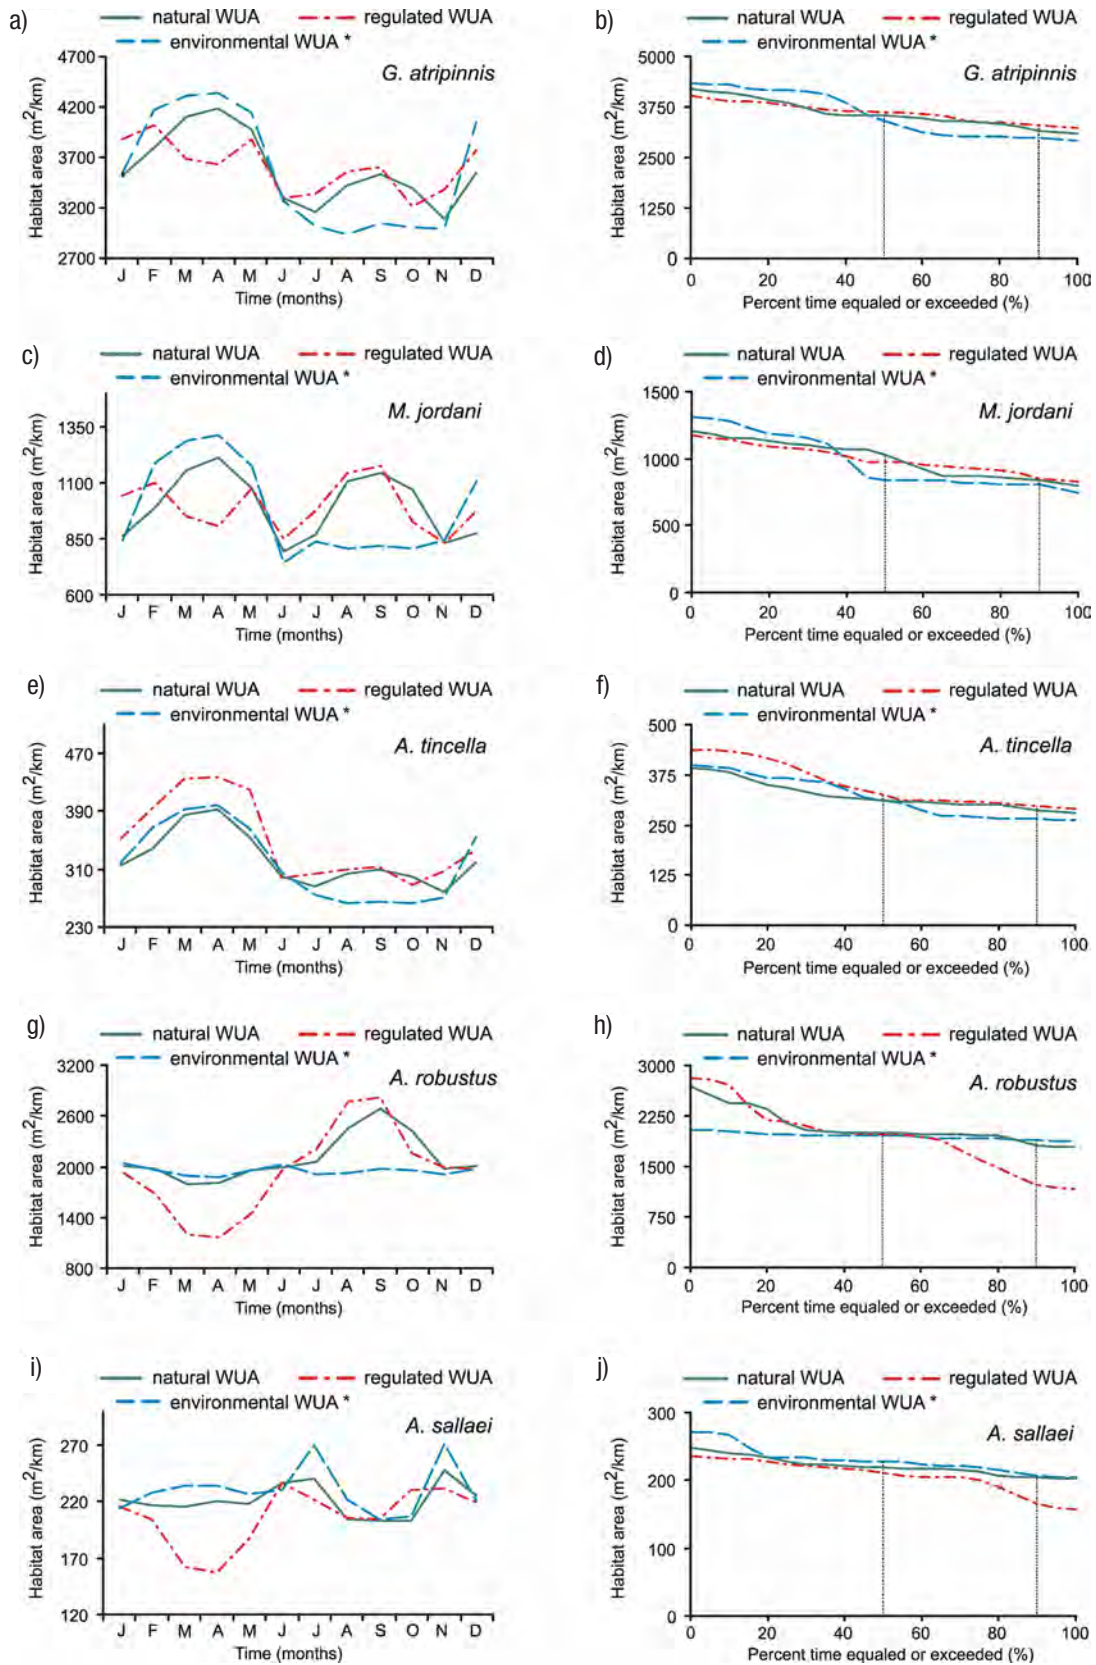 a)
natural WUA regulated WUA
environmental WUA *
G. atripinnis
Habitat area (m²/km)
4700
4200
3700
3200
2700
J F M A M J J A S O N D
Time (months)
b)
natural WUA regulated WUA
environmental WUA *
G. atripinnis
Habitat area (m²/km)
5000
3750
2500
1250
0
0 20 40 60 80 100
Percent time equaled or exceeded (%)
c)
natural WUA regulated WUA
environmental WUA *
M. jordani
Habitat area (m²/km)
1350
1100
850
600
J F M A M J J A S O N D
Time (months)
d)
natural WUA regulated WUA
environmental WUA *
M. jordani
Habitat area (m²/km)
1500
1000
500
0
0 20 40 60 80 100
Percent time equaled or exceeded (%)
e)
natural WUA regulated WUA
environmental WUA *
A. tincella
Habitat area (m²/km)
470
390
310
230
J F M A M J J A S O N D
Time (months)
f)
natural WUA regulated WUA
environmental WUA *
A. tincella
Habitat area (m²/km)
500
375
250
125
0
0 20 40 60 80 100
Percent time equaled or exceeded (%)
g)
natural WUA regulated WUA
environmental WUA *
A. robustus
Habitat area (m²/km)
3200
2600
2000
1400
800
J F M A M J J A S O N D
Time (months)
h)
natural WUA regulated WUA
environmental WUA *
A. robustus
Habitat area (m²/km)
3000
2250
1500
750
0
0 20 40 60 80 100
Percent time equaled or exceeded (%)
i)
natural WUA regulated WUA
environmental WUA *
A. sallaei
Habitat area (m²/km)
270
220
170
120
J F M A M J J A S O N D
Time (months)
j)
natural WUA regulated WUA
environmental WUA *
A. sallaei
Habitat area (m²/km)
300
200
100
0
0 20 40 60 80 100
Percent time equaled or exceeded (%)